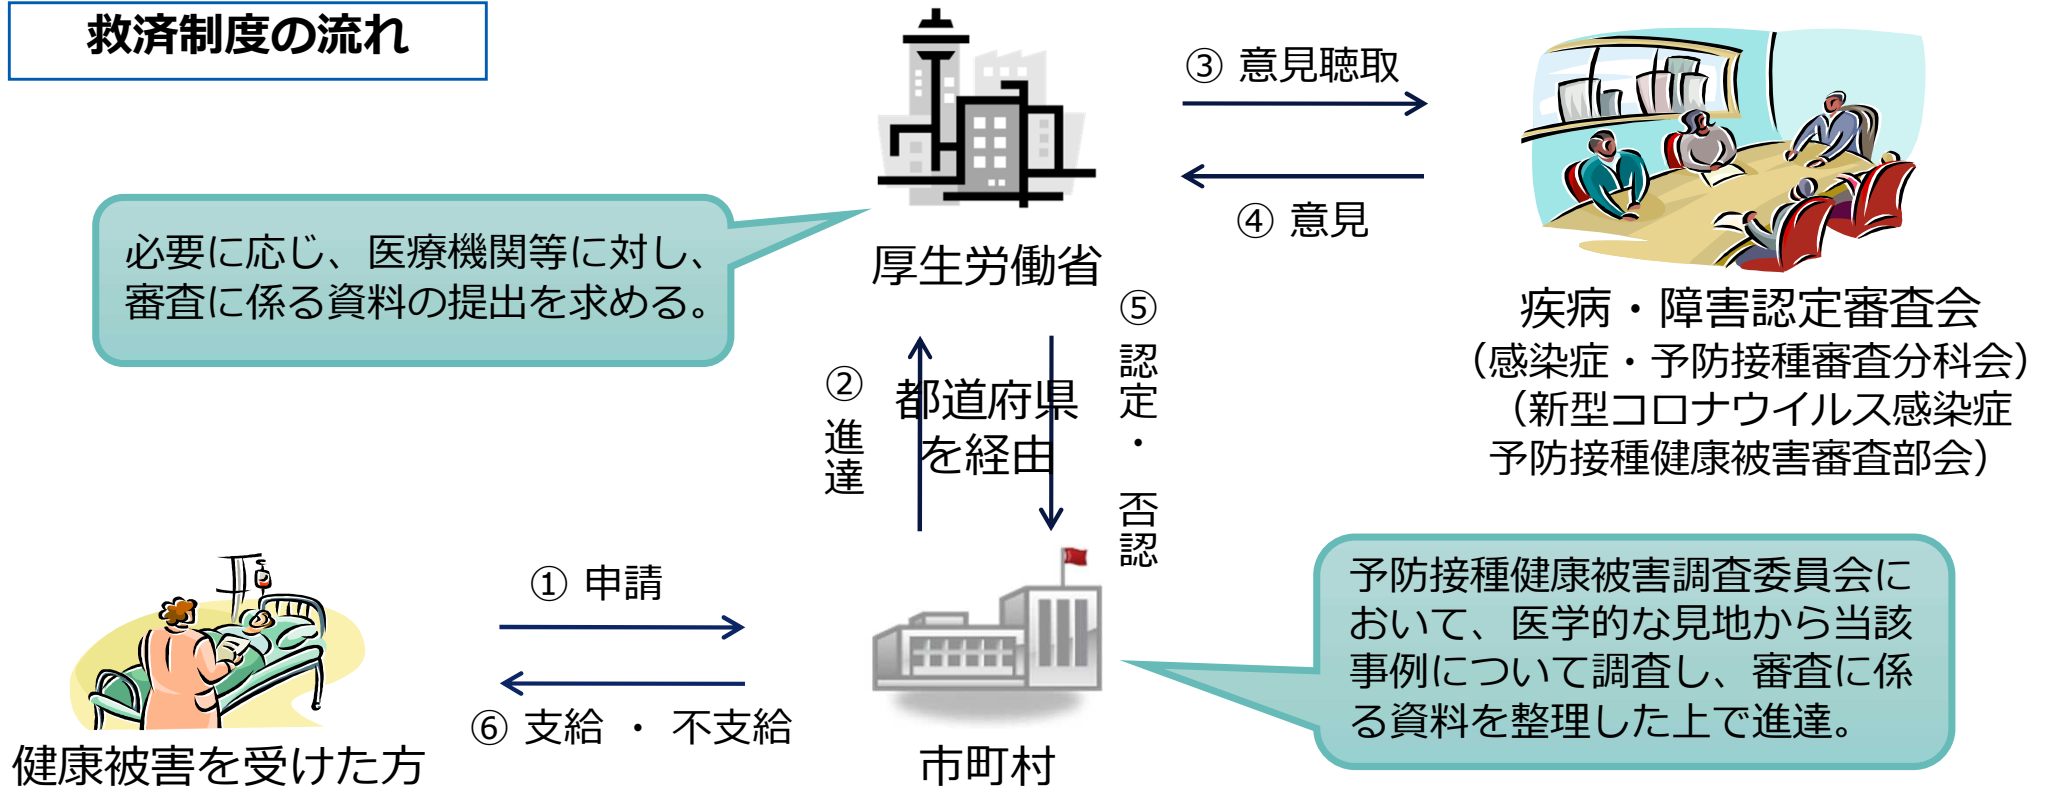 救済制度の流れ
③ 意見聴取
④ 意見
必要に応じ、医療機関等に対し、
審査に係る資料の提出を求める。
厚生労働省
疾病・障害認定審査会
（感染症・予防接種審査分科会）
（新型コロナウイルス感染症
予防接種健康被害審査部会）
② 進達
都道府県
を経由
⑤ 認定・否認
① 申請
⑥ 支給 ・ 不支給
予防接種健康被害調査委員会に
おいて、医学的な見地から当該
事例について調査し、審査に係
る資料を整理した上で進達。
健康被害を受けた方
市町村